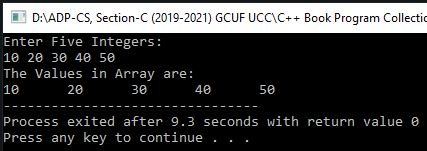 D:\ADP-CS, Section-C (2019-2021) GCUF UCC\C++ Book Program Collecti
Enter Five Integers:
10 20 30 40 50
The Values in Array are:
10 20 30 40 50
--------------------------------
Process exited after 9.3 seconds with return value 0
Press any key to continue . . .